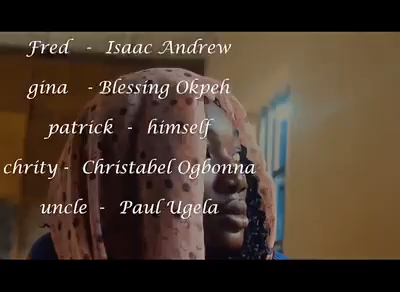 Fred - Isaac Andrew
gina - Blessing Okpeh
patrick - himself
chrity - Christabel Ogbonna
uncle - Paul Ugela